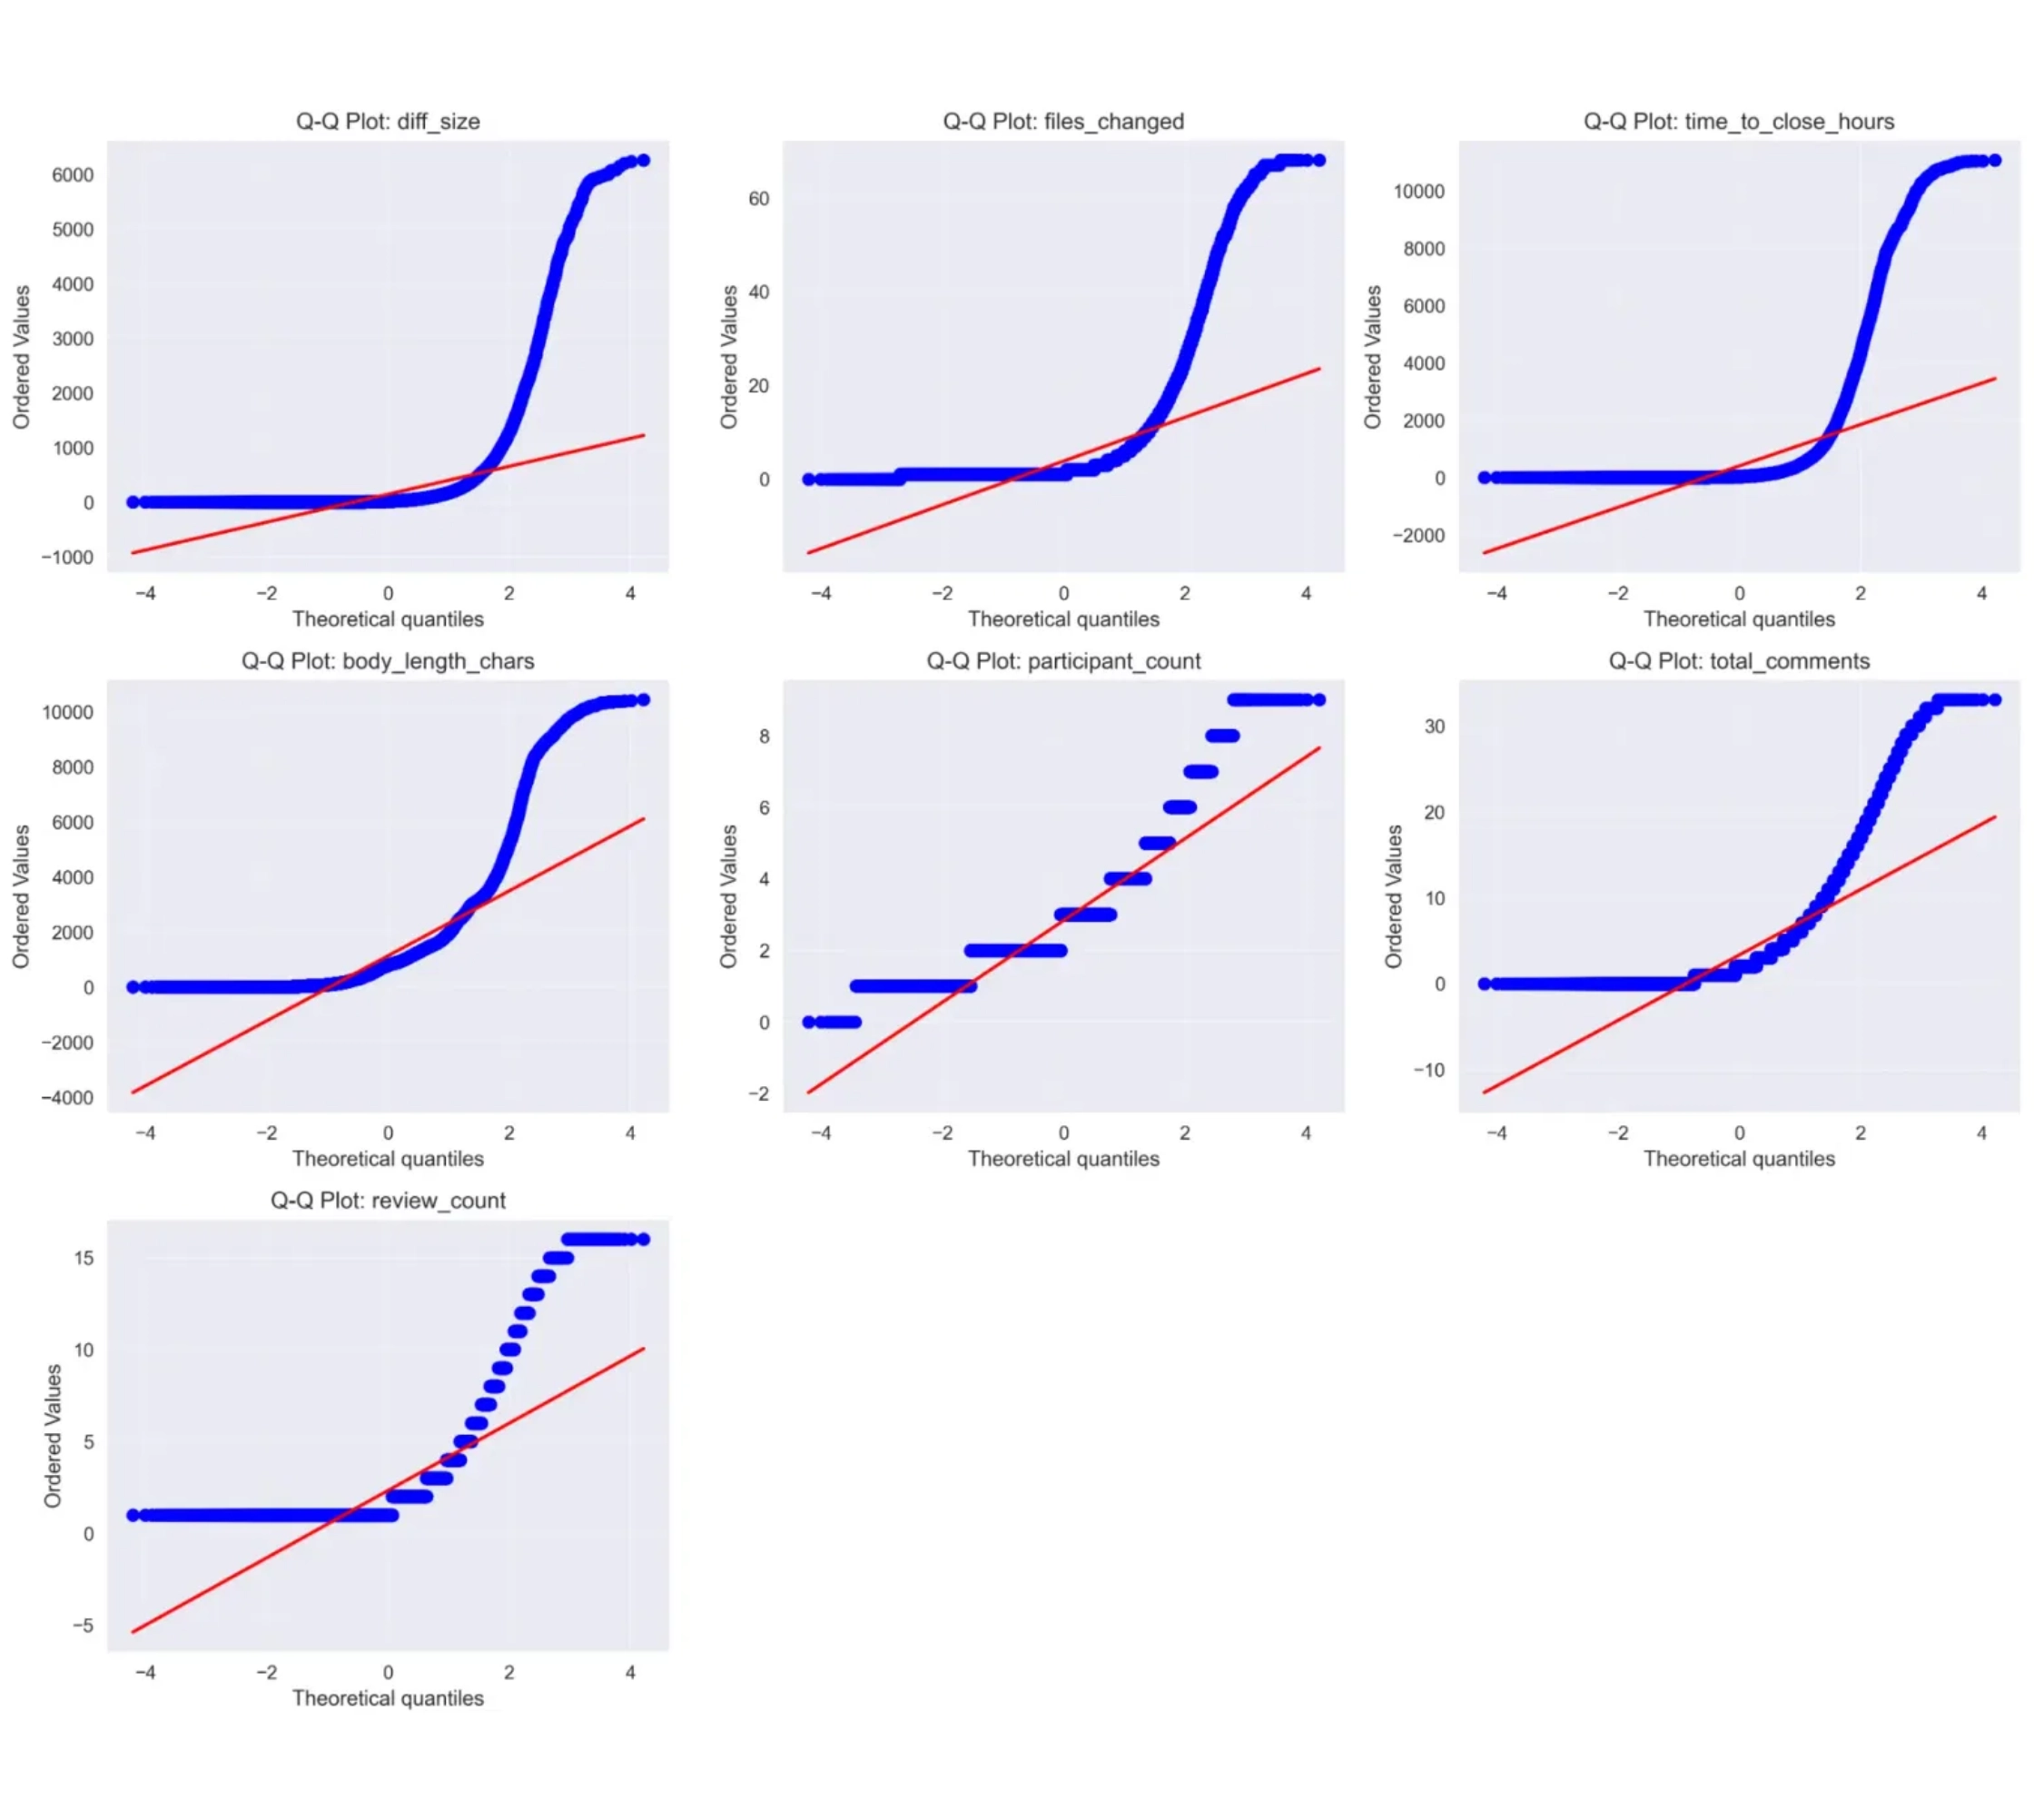 Q-Q Plot: diff_size
Ordered Values
6000
5000
4000
3000
2000
1000
0
−1000
−4 −2 0 2 4
Theoretical quantiles
Q-Q Plot: files_changed
Ordered Values
60
40
20
0
−4 −2 0 2 4
Theoretical quantiles
Q-Q Plot: time_to_close_hours
Ordered Values
10000
8000
6000
4000
2000
0
−2000
−4 −2 0 2 4
Theoretical quantiles
Q-Q Plot: body_length_chars
Ordered Values
10000
8000
6000
4000
2000
0
−2000
−4000
−4 −2 0 2 4
Theoretical quantiles
Q-Q Plot: participant_count
Ordered Values
8
6
4
2
0
−2
−4 −2 0 2 4
Theoretical quantiles
Q-Q Plot: total_comments
Ordered Values
30
20
10
0
−10
−4 −2 0 2 4
Theoretical quantiles
Q-Q Plot: review_count
Ordered Values
15
10
5
0
−5
−4 −2 0 2 4
Theoretical quantiles